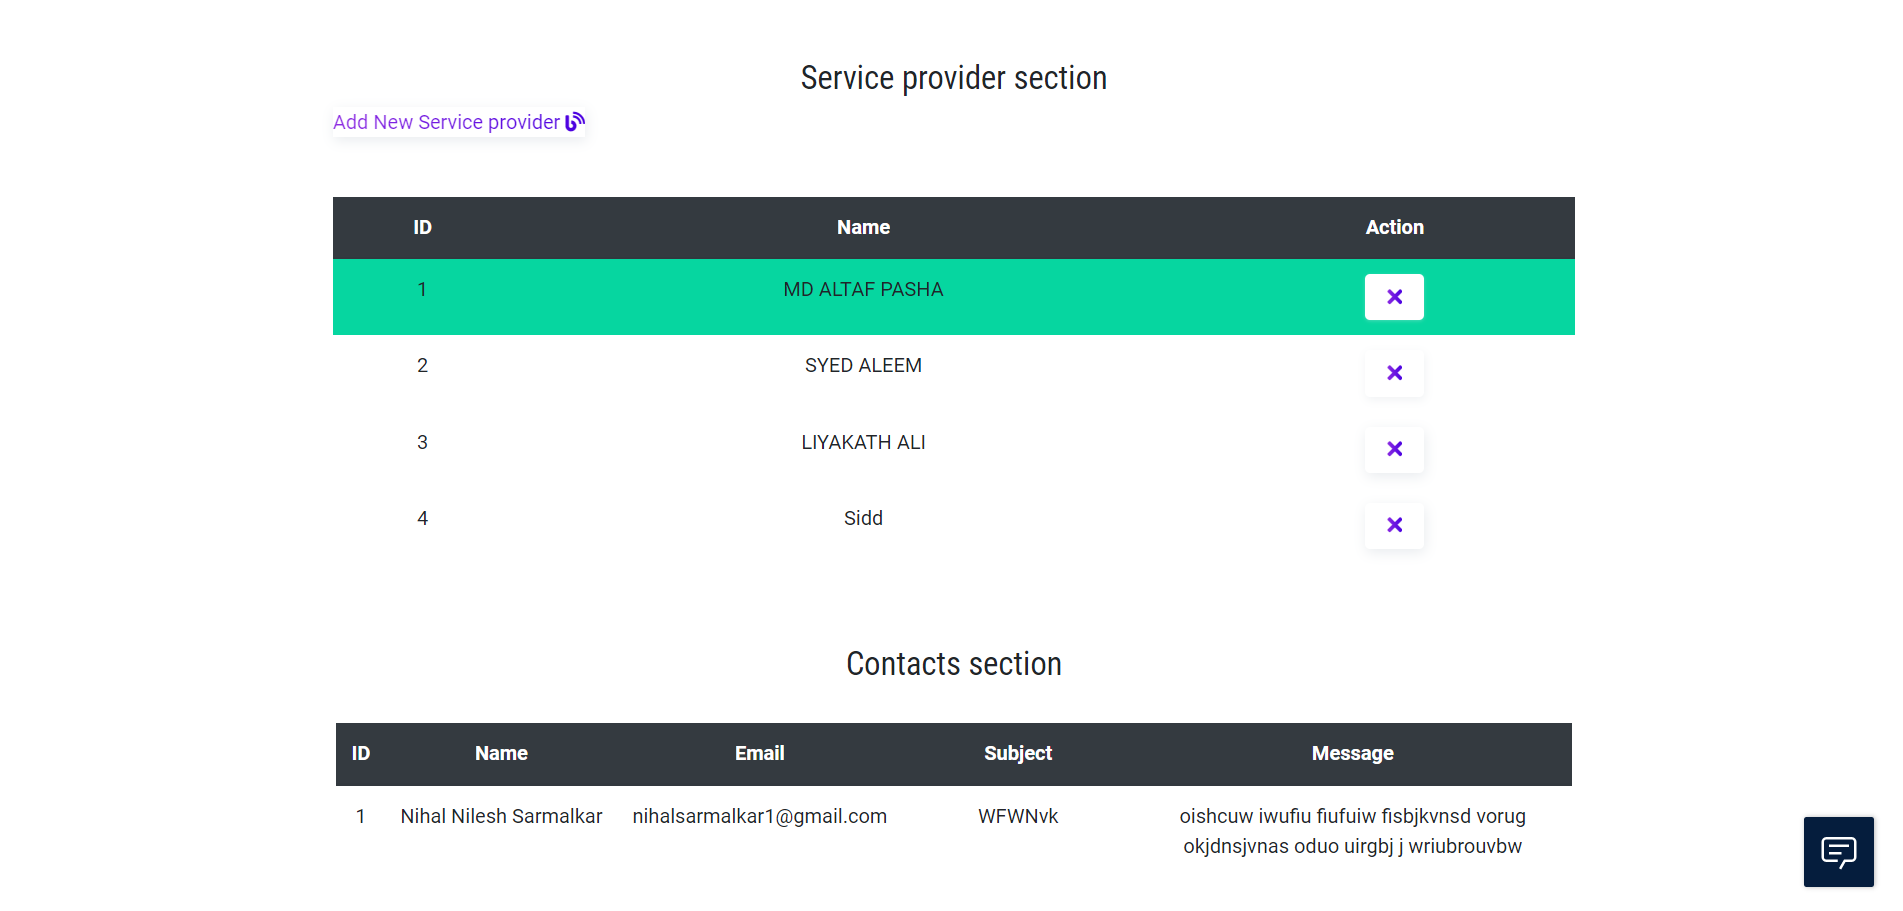 Service provider section
Add New Service provider
ID Name Action
1 MD ALTAF PASHA
2 SYED ALEEM
3 LIYAKATH ALI
4 Sidd
Contacts section
ID Name Email Subject Message
1 Nihal Nilesh Sarmalkar nihalsarmalkar1@gmail.com WFWNvk oishcuw iwufiu fiufuiw fisbjkvnsd vorug
okjdnsjvnas oduo uirgbj j wriubrouvbw